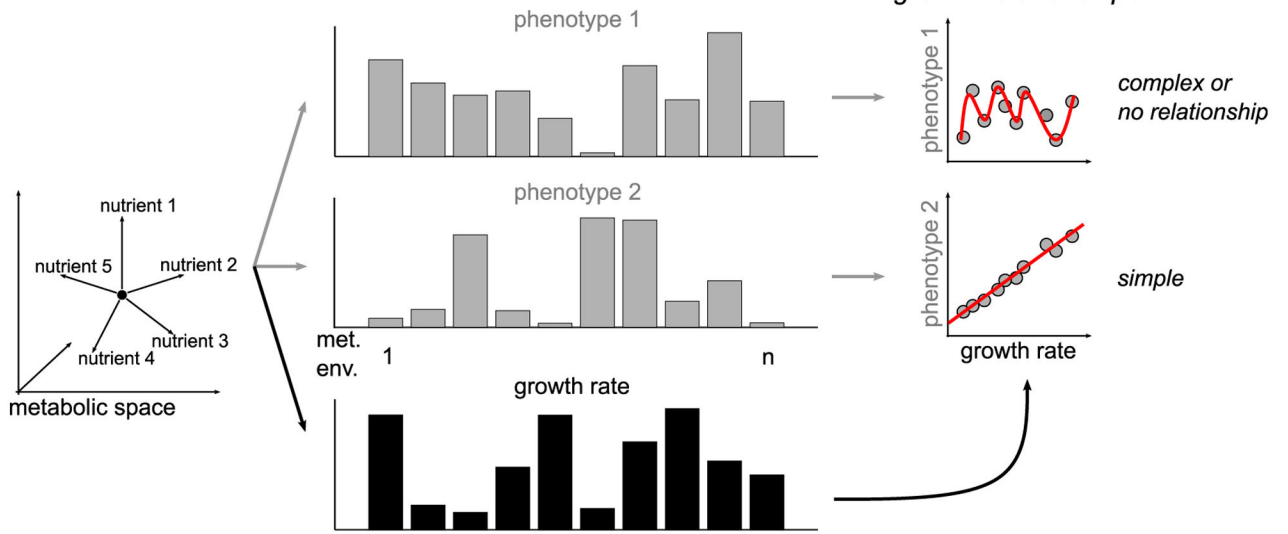 phenotype 1
phenotype 1
complex or
no relationship
phenotype 2
phenotype 2
simple
nutrient 1
nutrient 5
nutrient 2
nutrient 3
nutrient 4
metabolic space
met.
env.
1
n
growth rate
growth rate